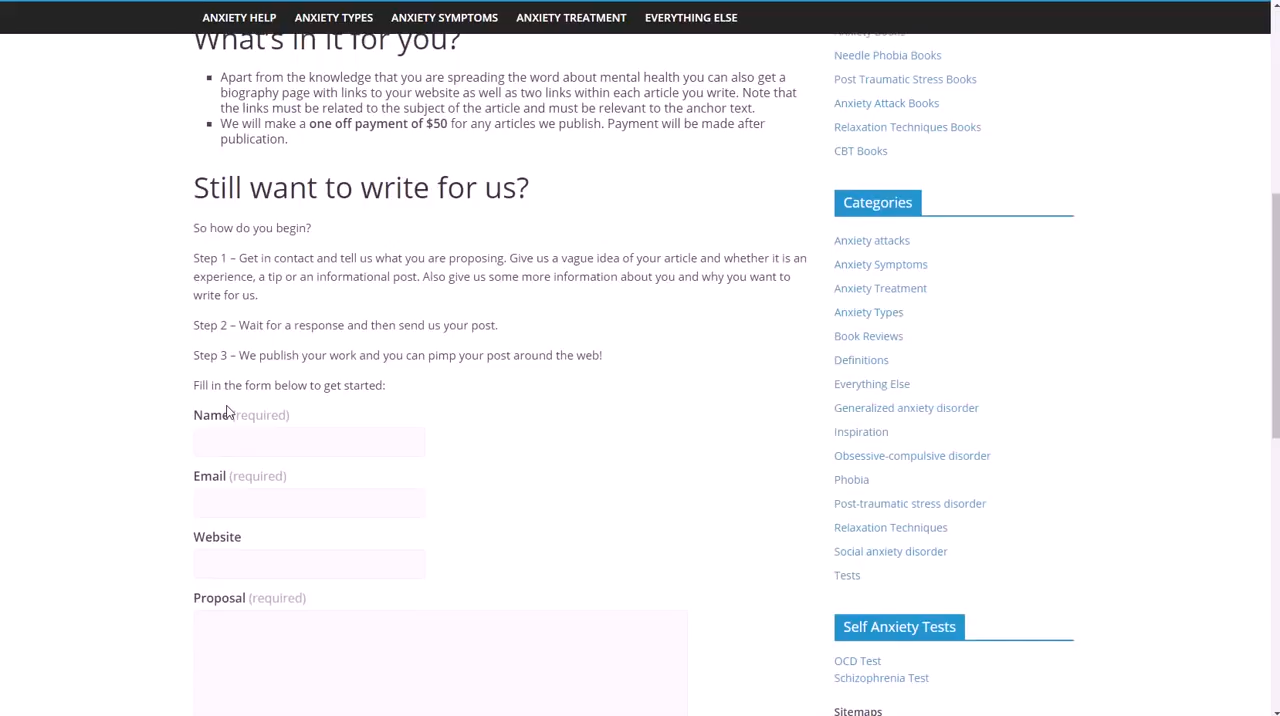 ANXIETY HELP ANXIETY TYPES ANXIETY SYMPTOMS ANXIETY TREATMENT EVERYTHING ELSE
What's in it for you?
Apart from the knowledge that you are spreading the word about mental health you can also get a
biography page with links to your website as well as two links within each article you write. Note that
the links must be related to the subject of the article and must be relevant to the anchor text.
We will make a one off payment of $50 for any articles we publish. Payment will be made after
publication.
Still want to write for us?
So how do you begin?
Step 1 – Get in contact and tell us what you are proposing. Give us a vague idea of your article and whether it is an
experience, a tip or an informational post. Also give us some more information about you and why you want to
write for us.
Step 2 – Wait for a response and then send us your post.
Step 3 – We publish your work and you can pimp your post around the web!
Fill in the form below to get started:
Name (required)
Email (required)
Website
Proposal (required)
Anxiety Books
Needle Phobia Books
Post Traumatic Stress Books
Anxiety Attack Books
Relaxation Techniques Books
CBT Books
Categories
Anxiety attacks
Anxiety Symptoms
Anxiety Treatment
Anxiety Types
Book Reviews
Definitions
Everything Else
Generalized anxiety disorder
Inspiration
Obsessive-compulsive disorder
Phobia
Post-traumatic stress disorder
Relaxation Techniques
Social anxiety disorder
Tests
Self Anxiety Tests
OCD Test
Schizophrenia Test
Sitemaps